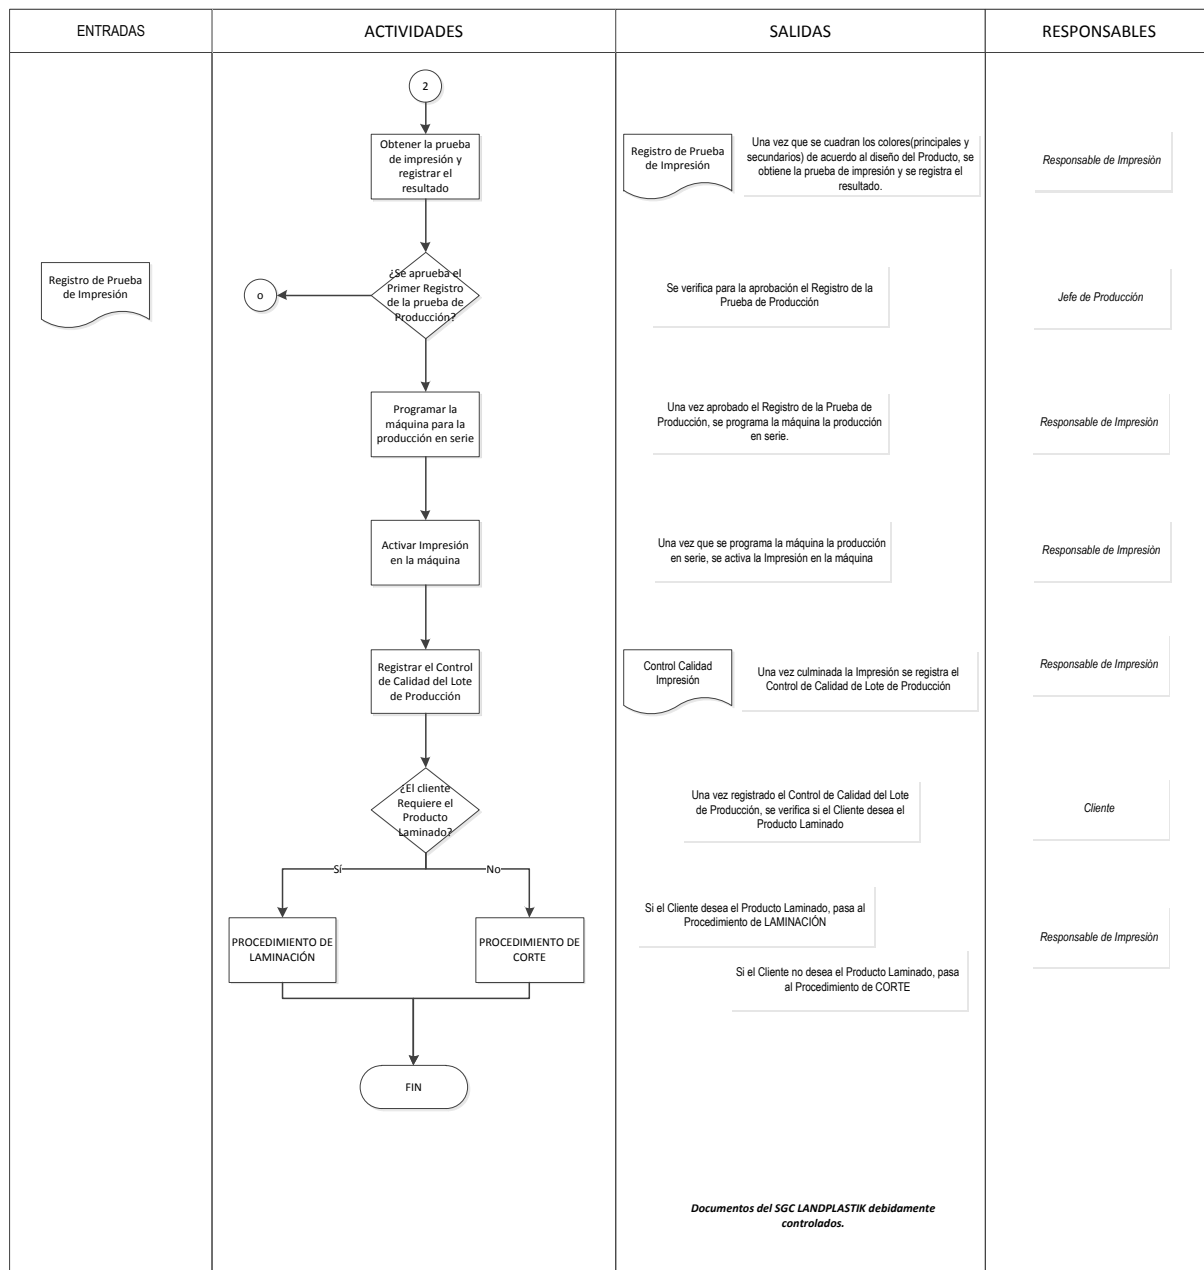 ENTRADAS
ACTIVIDADES
SALIDAS
RESPONSABLES
2
Obtener la prueba
de impresión y
registrar el
resultado
Registro de Prueba
de Impresión
Una vez que se cuadran los colores(principales y
secundarios) de acuerdo al diseño del Producto, se
obtiene la prueba de impresión y se registra el
resultado.
Responsable de Impresión
Registro de Prueba
de Impresión
o
¿Se aprueba el
Primer Registro
de la prueba de
Producción?
Se verifica para la aprobación el Registro de la
Prueba de Producción
Jefe de Producción
Programar la
máquina para la
producción en serie
Una vez aprobado el Registro de la Prueba de
Producción, se programa la máquina la producción
en serie.
Responsable de Impresión
Activar Impresión
en la máquina
Una vez que se programa la máquina la producción
en serie, se activa la Impresión en la máquina
Responsable de Impresión
Registrar el Control
de Calidad del Lote
de Producción
Control Calidad
Impresión
Una vez culminada la Impresión se registra el
Control de Calidad de Lote de Producción
Responsable de Impresión
¿El cliente
Requiere el
Producto
Laminado?
Una vez registrado el Control de Calidad del Lote
de Producción, se verifica si el Cliente desea el
Producto Laminado
Cliente
Sí
No
PROCEDIMIENTO DE
LAMINACIÓN
PROCEDIMIENTO DE
CORTE
Si el Cliente desea el Producto Laminado, pasa al
Procedimiento de LAMINACIÓN
Responsable de Impresión
Si el Cliente no desea el Producto Laminado, pasa
al Procedimiento de CORTE
FIN
Documentos del SGC LANDPLASTIK debidamente
controlados.